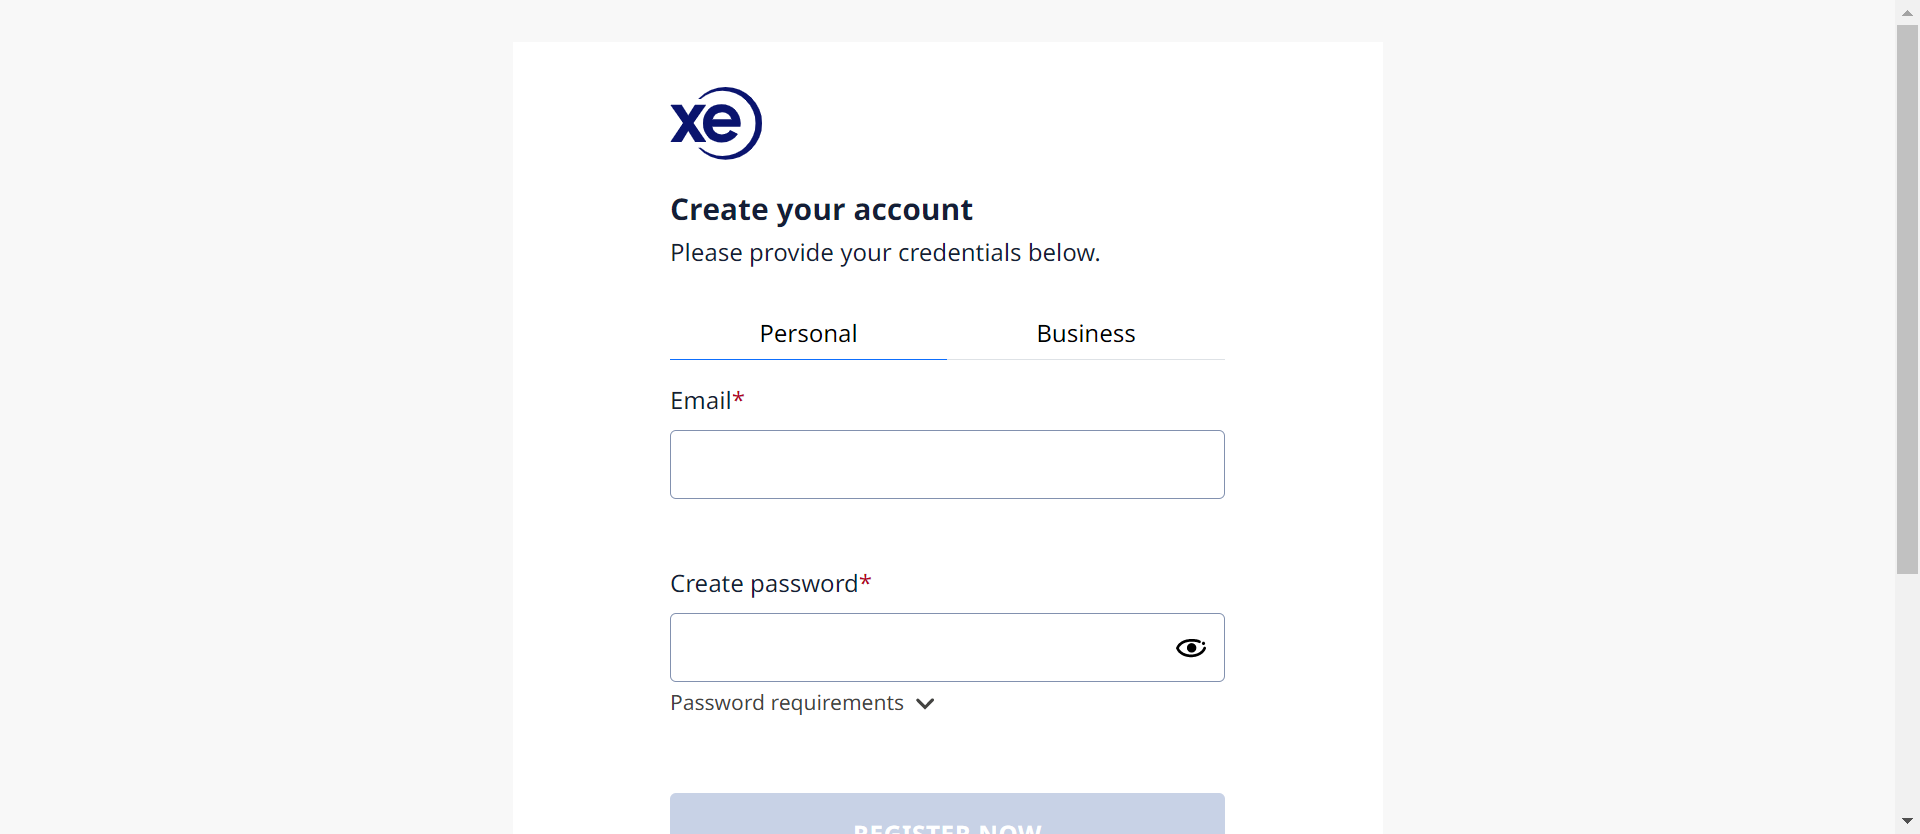 xe
Create your account
Please provide your credentials below.
Personal
Business
Email*
Create password*
Password requirements
REGISTER NOW